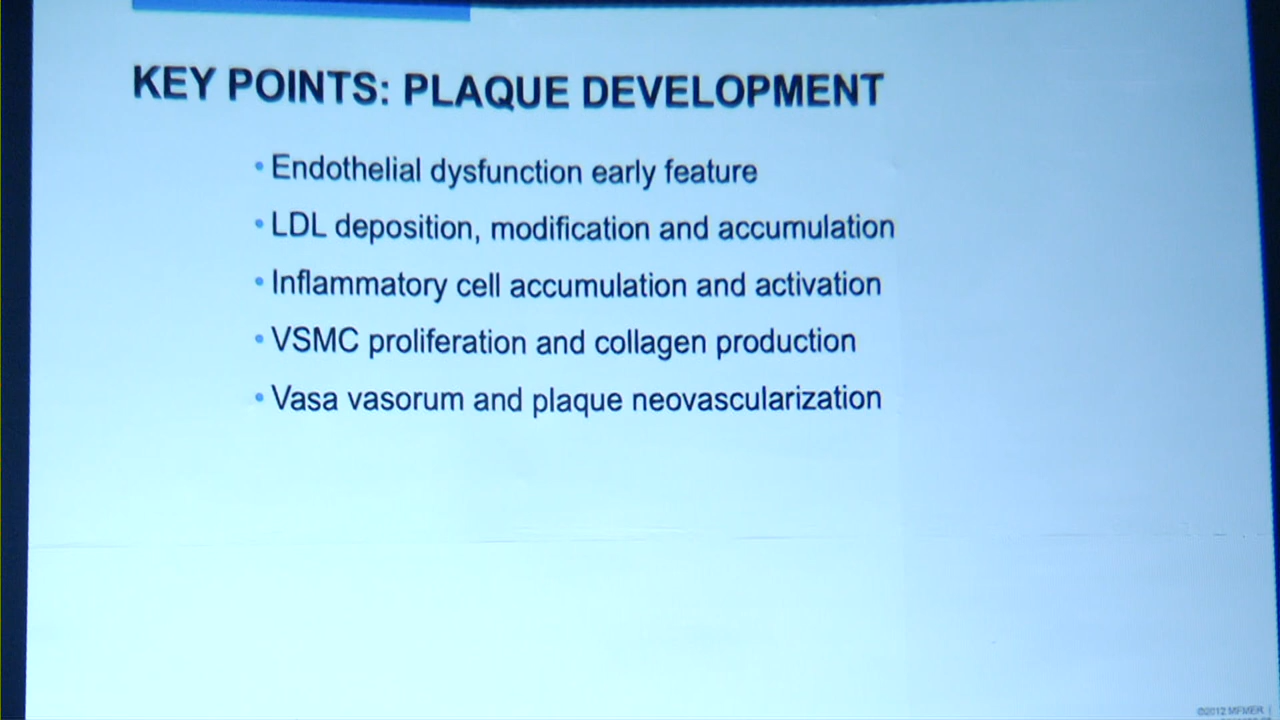 KEY POINTS: PLAQUE DEVELOPMENT
• Endothelial dysfunction early feature
• LDL deposition, modification and accumulation
• Inflammatory cell accumulation and activation
• VSMC proliferation and collagen production
• Vasa vasorum and plaque neovascularization
©2012 MFMER |